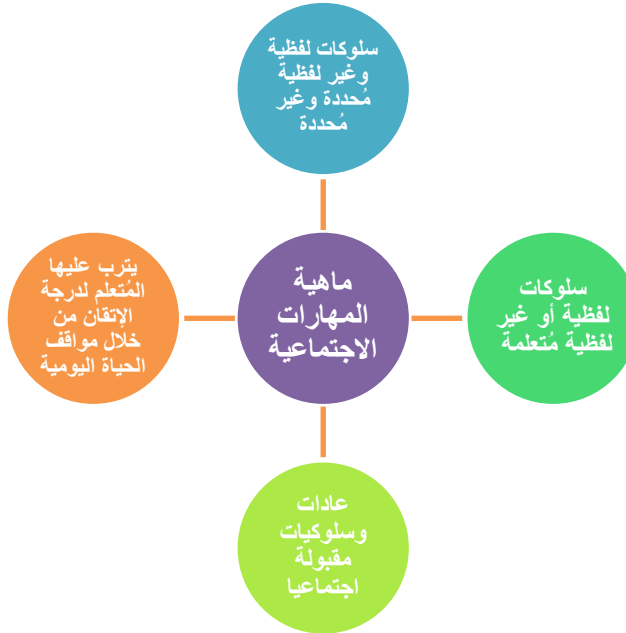 سلوكات لفظية
وغير لفظية
مُحددة وغير
مُحددة
يترب عليها
المُتعلم لدرجة
الإتقان من
خلال مواقف
الحياة اليومية
ماهية
المهارات
الاجتماعية
سلوكات
لفظية أو غير
لفظية مُتعلمة
عادات
وسلوكيات
مقبولة
اجتماعيا